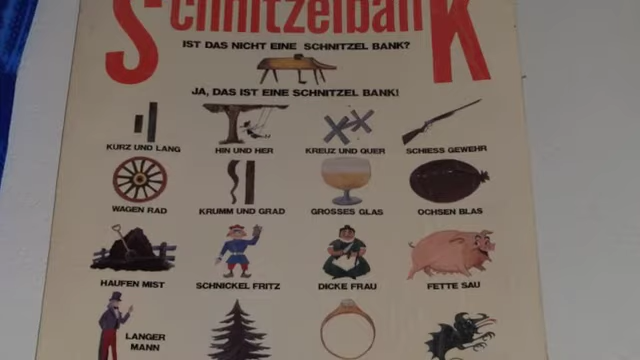 SchnitzelbanK
IST DAS NICHT EINE SCHNITZEL BANK?
JA, DAS IST EINE SCHNITZEL BANK!
KURZ UND LANG
HIN UND HER
KREUZ UND QUER
SCHIESS GEWEHR
WAGEN RAD
KRUMM UND GRAD
GROSSES GLAS
OCHSEN BLAS
HAUFEN MIST
SCHNICKEL FRITZ
DICKE FRAU
FETTE SAU
LANGER
MANN